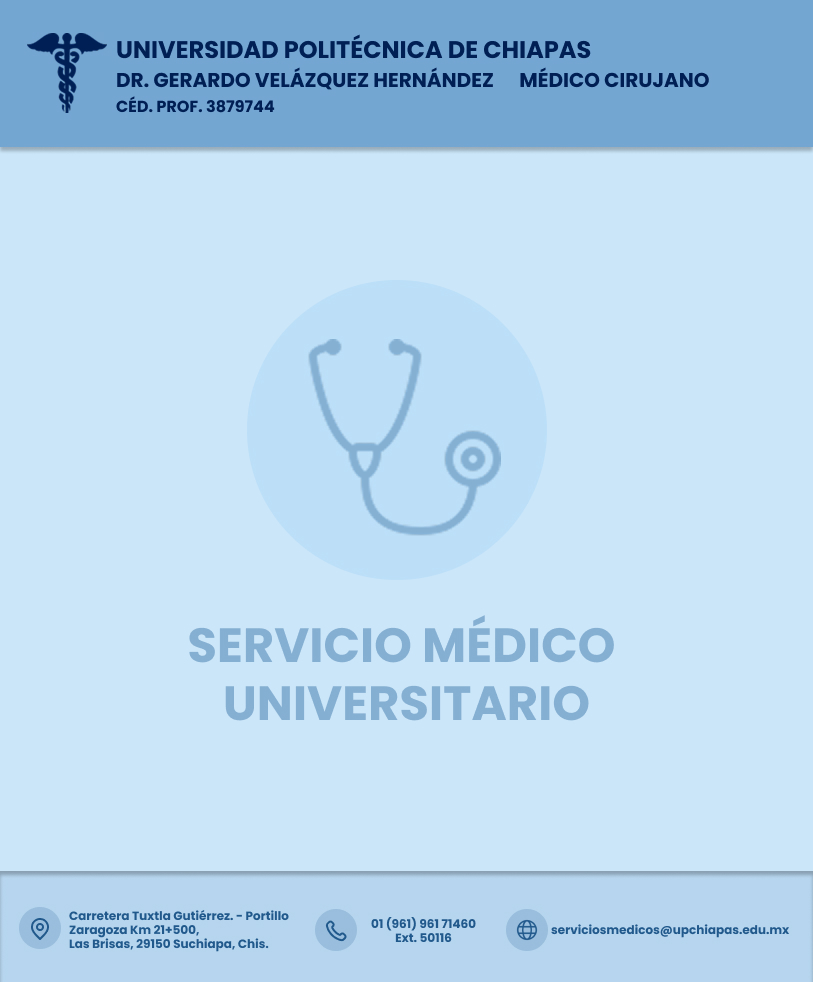 UNIVERSIDAD POLITÉCNICA DE CHIAPAS
DR. GERARDO VELÁZQUEZ HERNÁNDEZ MÉDICO CIRUJANO
CÉD. PROF. 3879744
SERVICIO MÉDICO
UNIVERSITARIO
Carretera Tuxtla Gutiérrez. - Portillo
Zaragoza Km 21+500,
Las Brisas, 29150 Suchiapa, Chis.
01 (961) 961 71460
Ext. 50116
serviciosmedicos@upchiapas.edu.mx